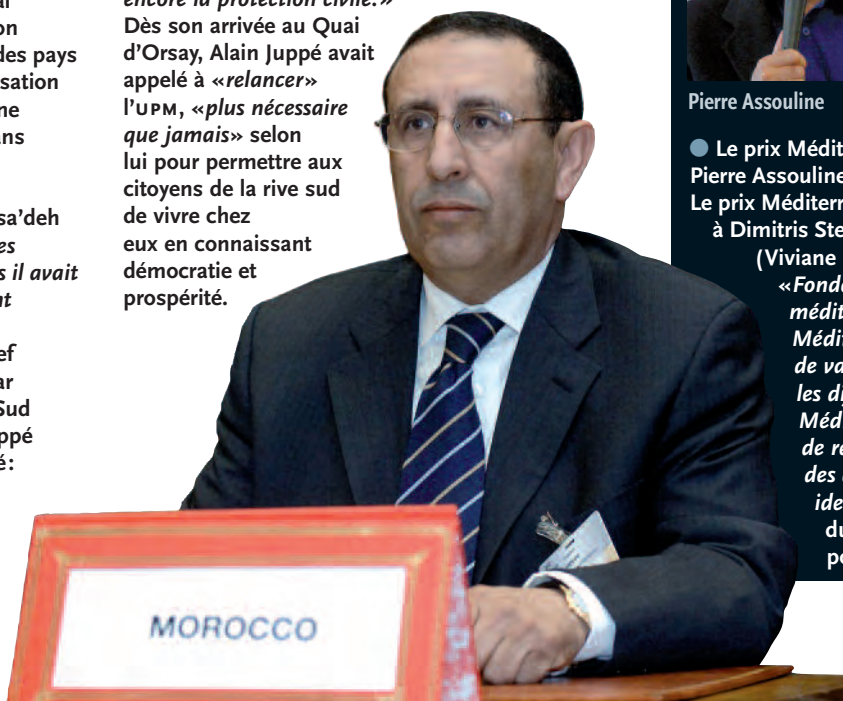 on
des pays
sation
ne
ns
sa'deh
es
s il avait
nt
ef
ar
Sud
ppé
é :
encore la protection civile. »
Dès son arrivée au Quai
d'Orsay, Alain Juppé avait
appelé à «relancer»
l'UPM, «plus nécessaire
que jamais» selon
lui pour permettre aux
citoyens de la rive sud
de vivre chez
eux en connaissant
démocratie et
prospérité.
MOROCCO
Pierre Assouline
● Le prix Médit
Pierre Assouline
Le prix Méditerr
à Dimitris Ste
(Viviane
«Fond
médit
Médit
de va
les di
Méd
de re
des
ide
du
po